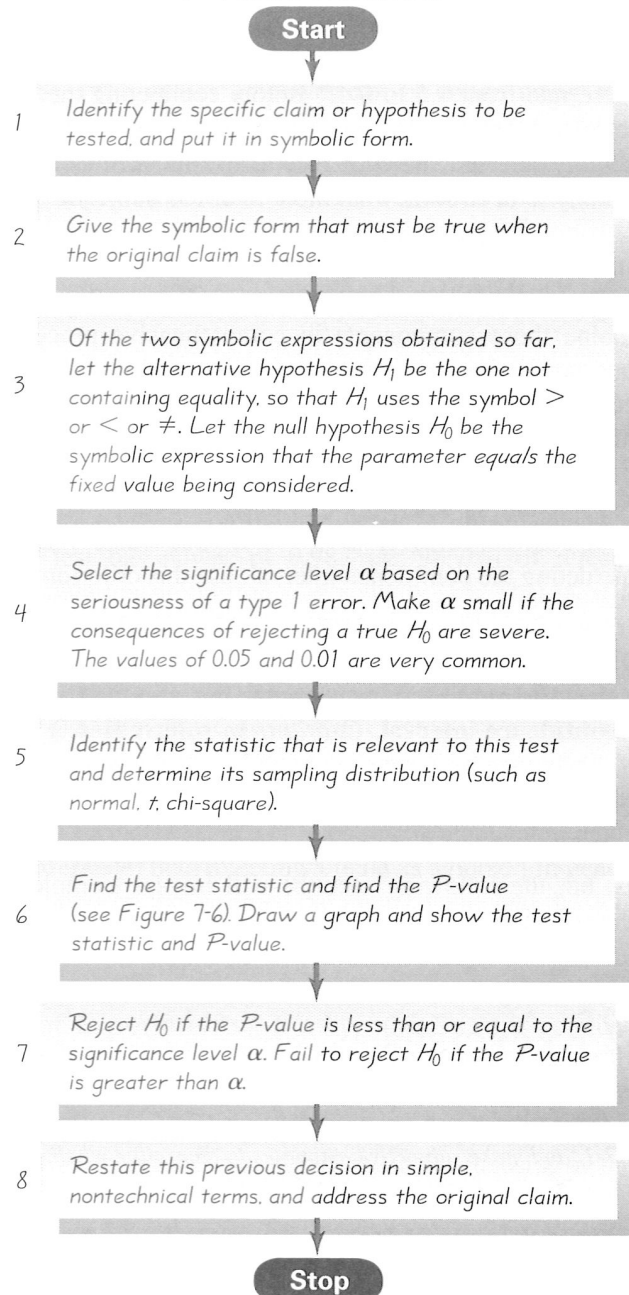 Start
1
Identify the specific claim or hypothesis to be
tested, and put it in symbolic form.
2
Give the symbolic form that must be true when
the original claim is false.
3
Of the two symbolic expressions obtained so far,
let the alternative hypothesis H₁ be the one not
containing equality, so that H₁ uses the symbol >
or < or ≠. Let the null hypothesis H₀ be the
symbolic expression that the parameter equals the
fixed value being considered.
4
Select the significance level α based on the
seriousness of a type 1 error. Make α small if the
consequences of rejecting a true H₀ are severe.
The values of 0.05 and 0.01 are very common.
5
Identify the statistic that is relevant to this test
and determine its sampling distribution (such as
normal, t, chi-square).
6
Find the test statistic and find the P-value
(see Figure 7-6). Draw a graph and show the test
statistic and P-value.
7
Reject H₀ if the P-value is less than or equal to the
significance level α. Fail to reject H₀ if the P-value
is greater than α.
8
Restate this previous decision in simple,
nontechnical terms, and address the original claim.
Stop